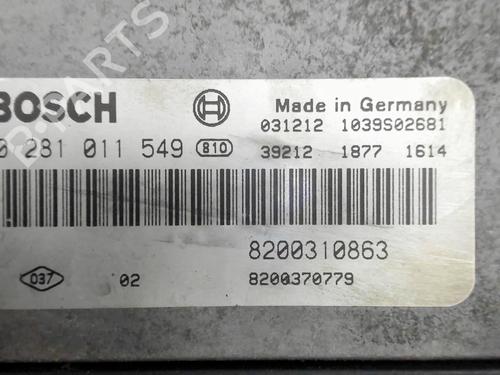 BOSCH
Made in Germany
031212 1039S02681
0 281 011 549 810
39212 1877 1614
8200310863
037 02 8200370779